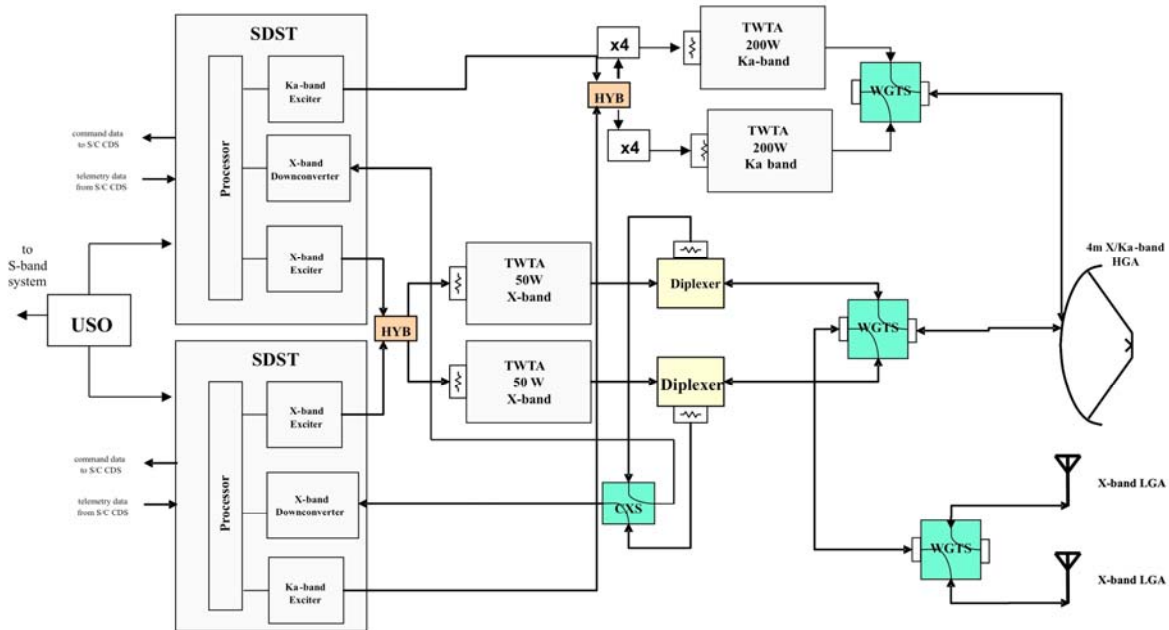 SDST
Processor
Ka-band
Exciter
X-band
Downconverter
X-band
Exciter
command data
to S/C CDS
telemetry data
from S/C CDS
to
S-band
system
USO
SDST
Processor
X-band
Exciter
X-band
Downconverter
Ka-band
Exciter
command data
to S/C CDS
telemetry data
from S/C CDS
HYB
TWTA
50W
X-band
TWTA
50 W
X-band
x4
HYB
x4
TWTA
200W
Ka-band
TWTA
200W
Ka band
WGTS
Diplexer
Diplexer
CXS
WGTS
4m X/Ka-band
HGA
WGTS
X-band LGA
X-band LGA